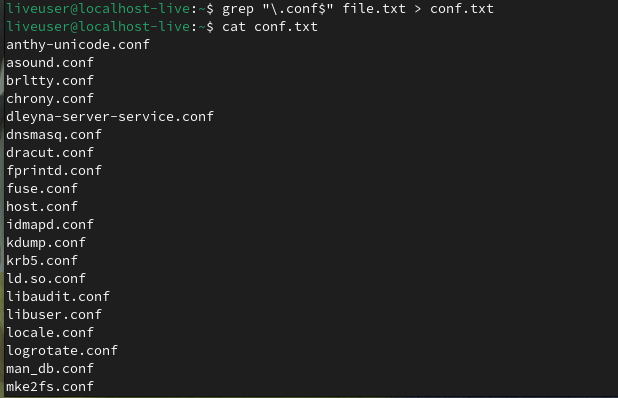 liveuser@localhost-live:~$ grep "\.conf$" file.txt > conf.txt
liveuser@localhost-live:~$ cat conf.txt
anthy-unicode.conf
asound.conf
brltty.conf
chrony.conf
dleyna-server-service.conf
dnsmasq.conf
dracut.conf
fprintd.conf
fuse.conf
host.conf
idmapd.conf
kdump.conf
krb5.conf
ld.so.conf
libaudit.conf
libuser.conf
locale.conf
logrotate.conf
man_db.conf
mke2fs.conf